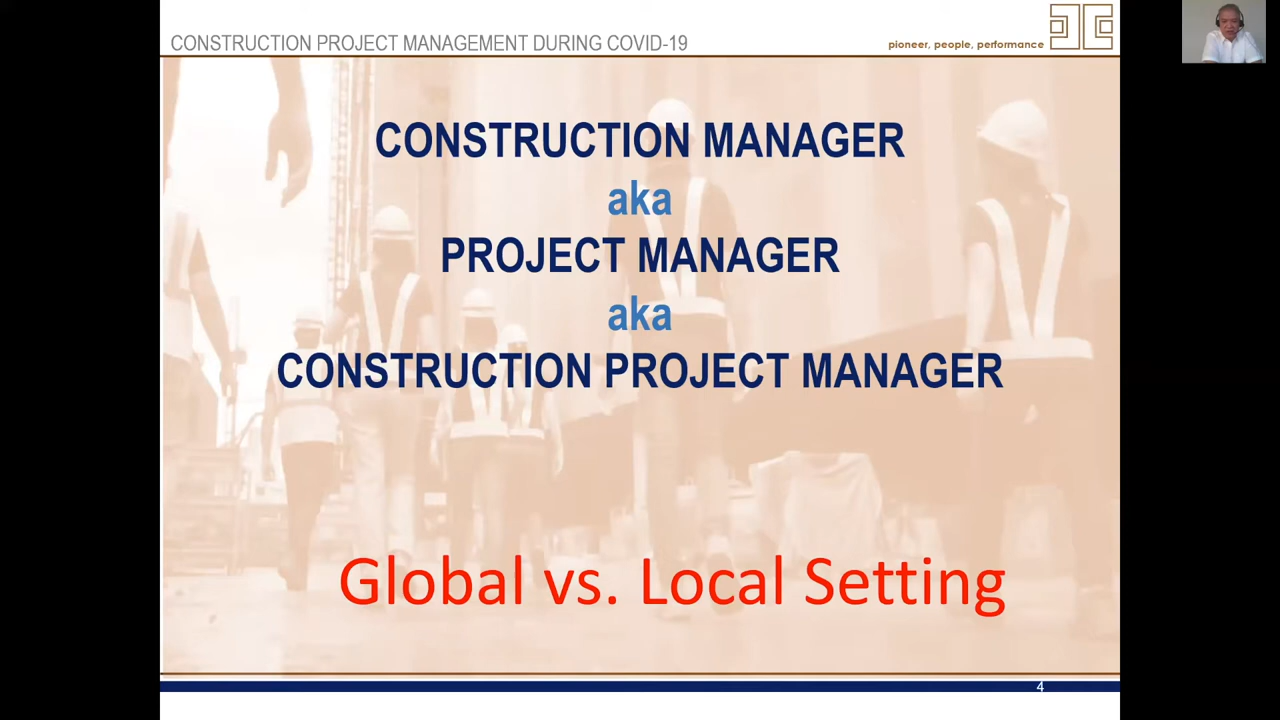 CONSTRUCTION PROJECT MANAGEMENT DURING COVID-19
pioneer, people, performance
CONSTRUCTION MANAGER
aka
PROJECT MANAGER
aka
CONSTRUCTION PROJECT MANAGER
Global vs. Local Setting
4